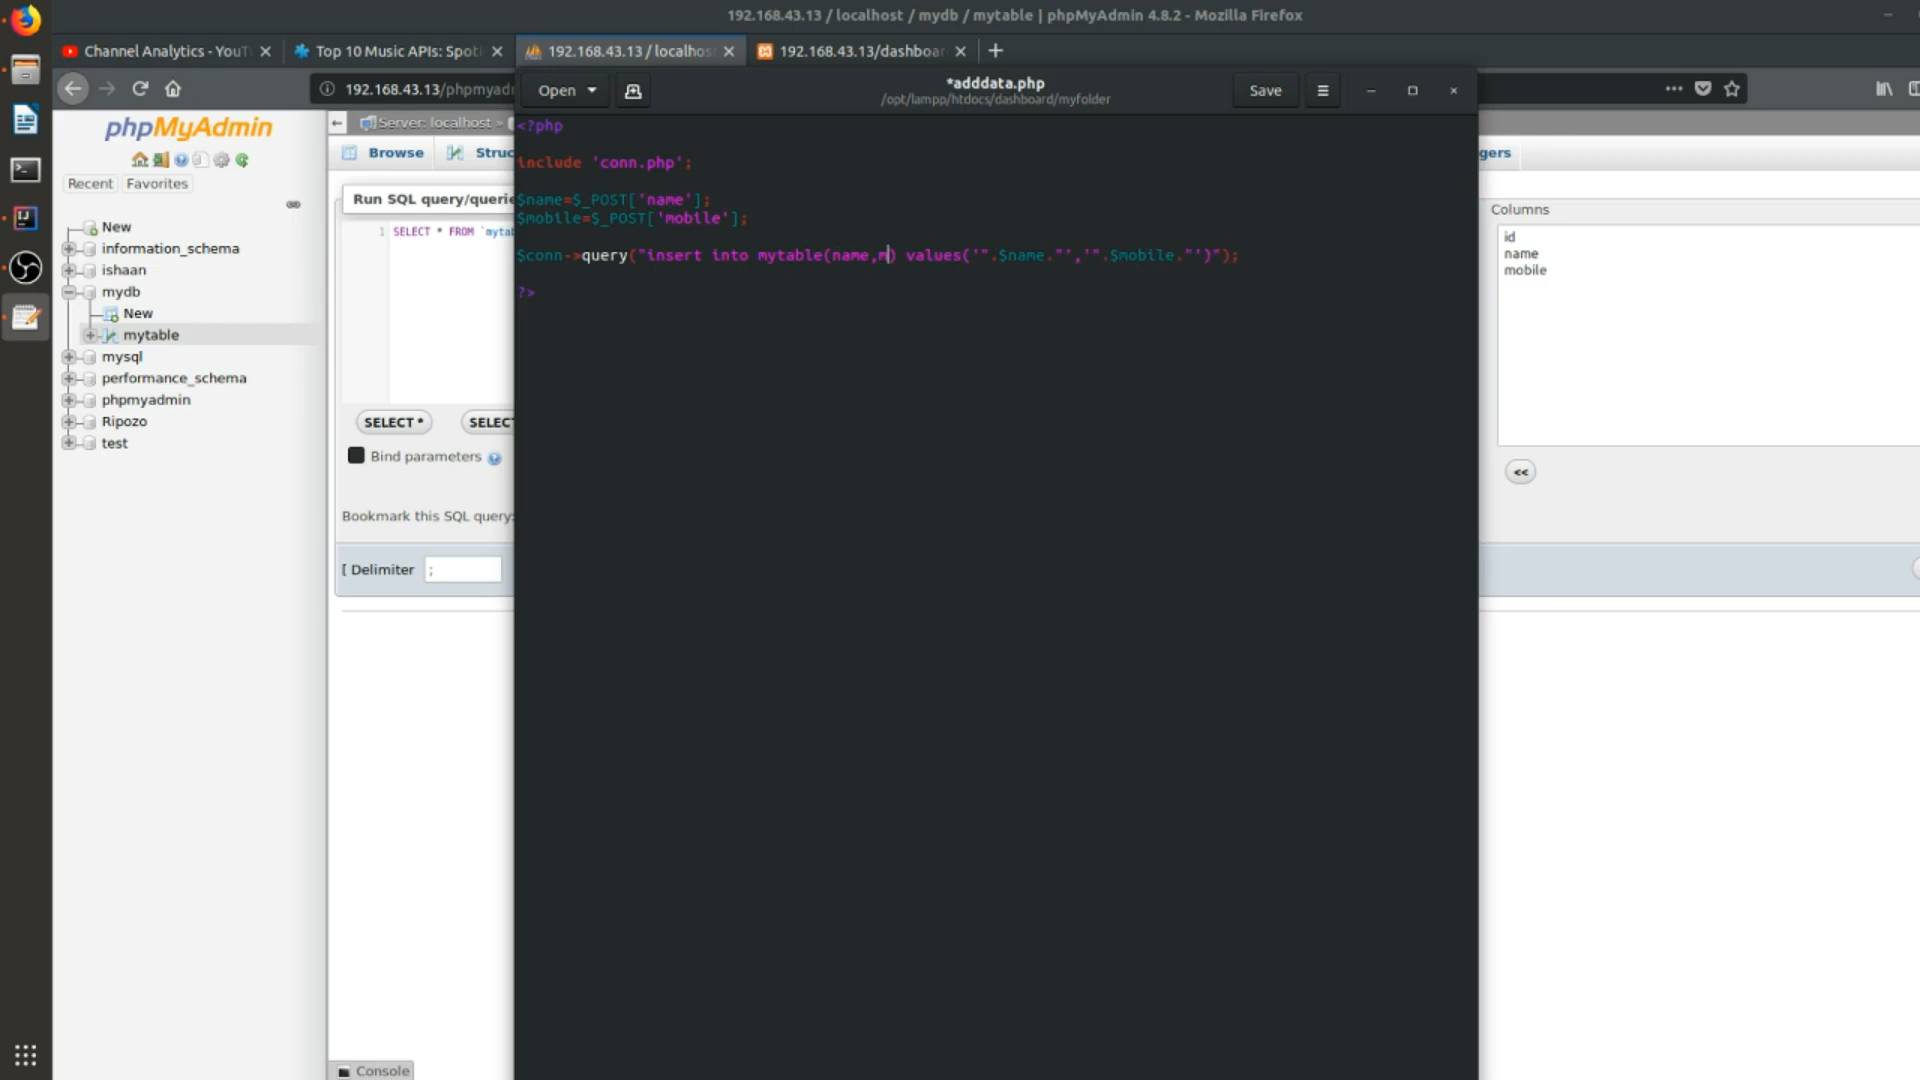 192.168.43.13 / localhost / mydb / mytable | phpMyAdmin 4.8.2 - Mozilla Firefox
Channel Analytics - YouT
Top 10 Music APIs: Spoti
192.168.43.13 / localhos
192.168.43.13/dashboar
192.168.43.13/phpmyad
Open
*adddata.php
/opt/lampp/htdocs/dashboard/myfolder
Save
phpMyAdmin
Recent
Favorites
New
information_schema
ishaan
mydb
New
mytable
mysql
performance_schema
phpmyadmin
Ripozo
test
Server: localhost »
Browse
Struc
Run SQL query/querie
1 SELECT * FROM `mytab
SELECT *
SELECT
Bind parameters
Bookmark this SQL query:
[ Delimiter ;
Console
<?php
include 'conn.php';
$name=$_POST['name'];
$mobile=$_POST['mobile'];
$conn->query("insert into mytable(name,m) values('".$name."','".$mobile."')");
?>
gers
Columns
id
name
mobile
<<